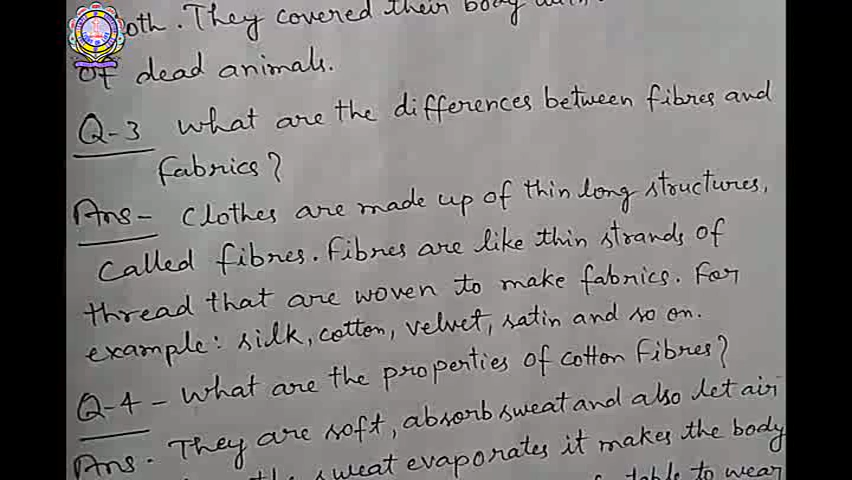 oth. They covered their body
of dead animals.
Q-3 What are the differences between fibres and
fabrics?
Ans- Clothes are made up of thin long structures,
called fibres. Fibres are like thin strands of
thread that are woven to make fabrics. For
example: silk, cotton, velvet, satin and so on.
Q-4 - What are the properties of cotton fibres?
Ans. They are soft, absorb sweat and also let air
sweat evaporates it makes the body
table to wear